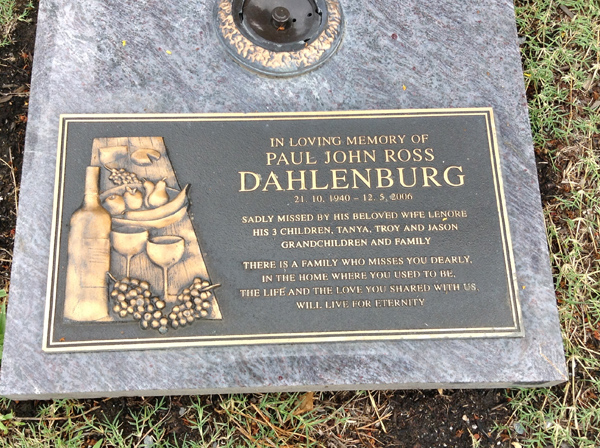 IN LOVING MEMORY OF
PAUL JOHN ROSS
DAHLENBURG
21. 10. 1940 – 12. 5. 2006
SADLY MISSED BY HIS BELOVED WIFE LENORE
HIS 3 CHILDREN, TANYA, TROY AND JASON
GRANDCHILDREN AND FAMILY
THERE IS A FAMILY WHO MISSES YOU DEARLY,
IN THE HOME WHERE YOU USED TO BE,
THE LIFE AND THE LOVE YOU SHARED WITH US
WILL LIVE FOR ETERNITY